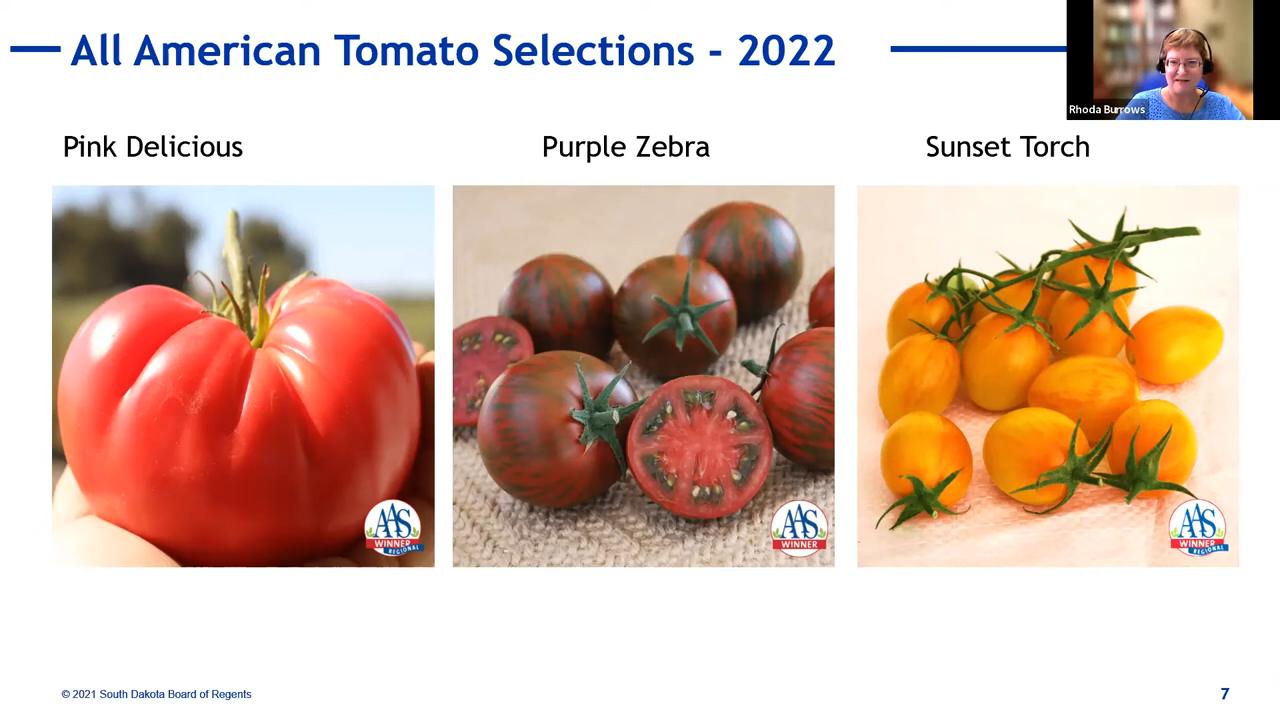 All American Tomato Selections - 2022
Rhoda Burrows
Pink Delicious
Purple Zebra
Sunset Torch
AAS
WINNER
REGIONAL
AAS
WINNER
AAS
WINNER
REGIONAL
© 2021 South Dakota Board of Regents
7